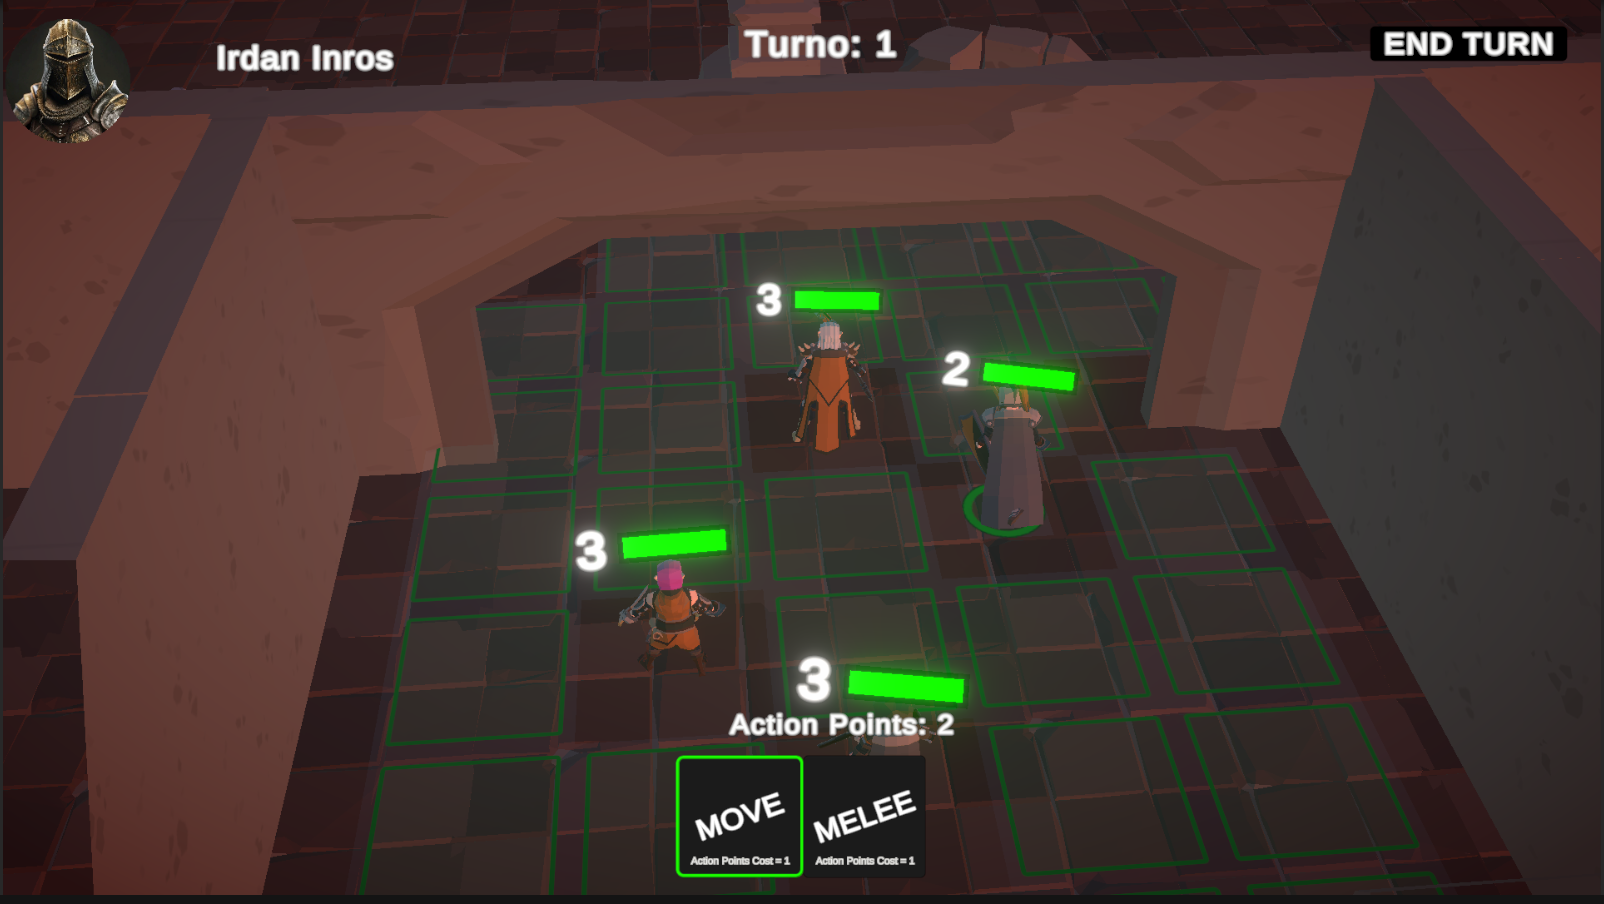 Irdan Inros
Turno: 1
END TURN
3
2
3
3
Action Points: 2
MOVE
Action Points Cost = 1
MELEE
Action Points Cost = 1